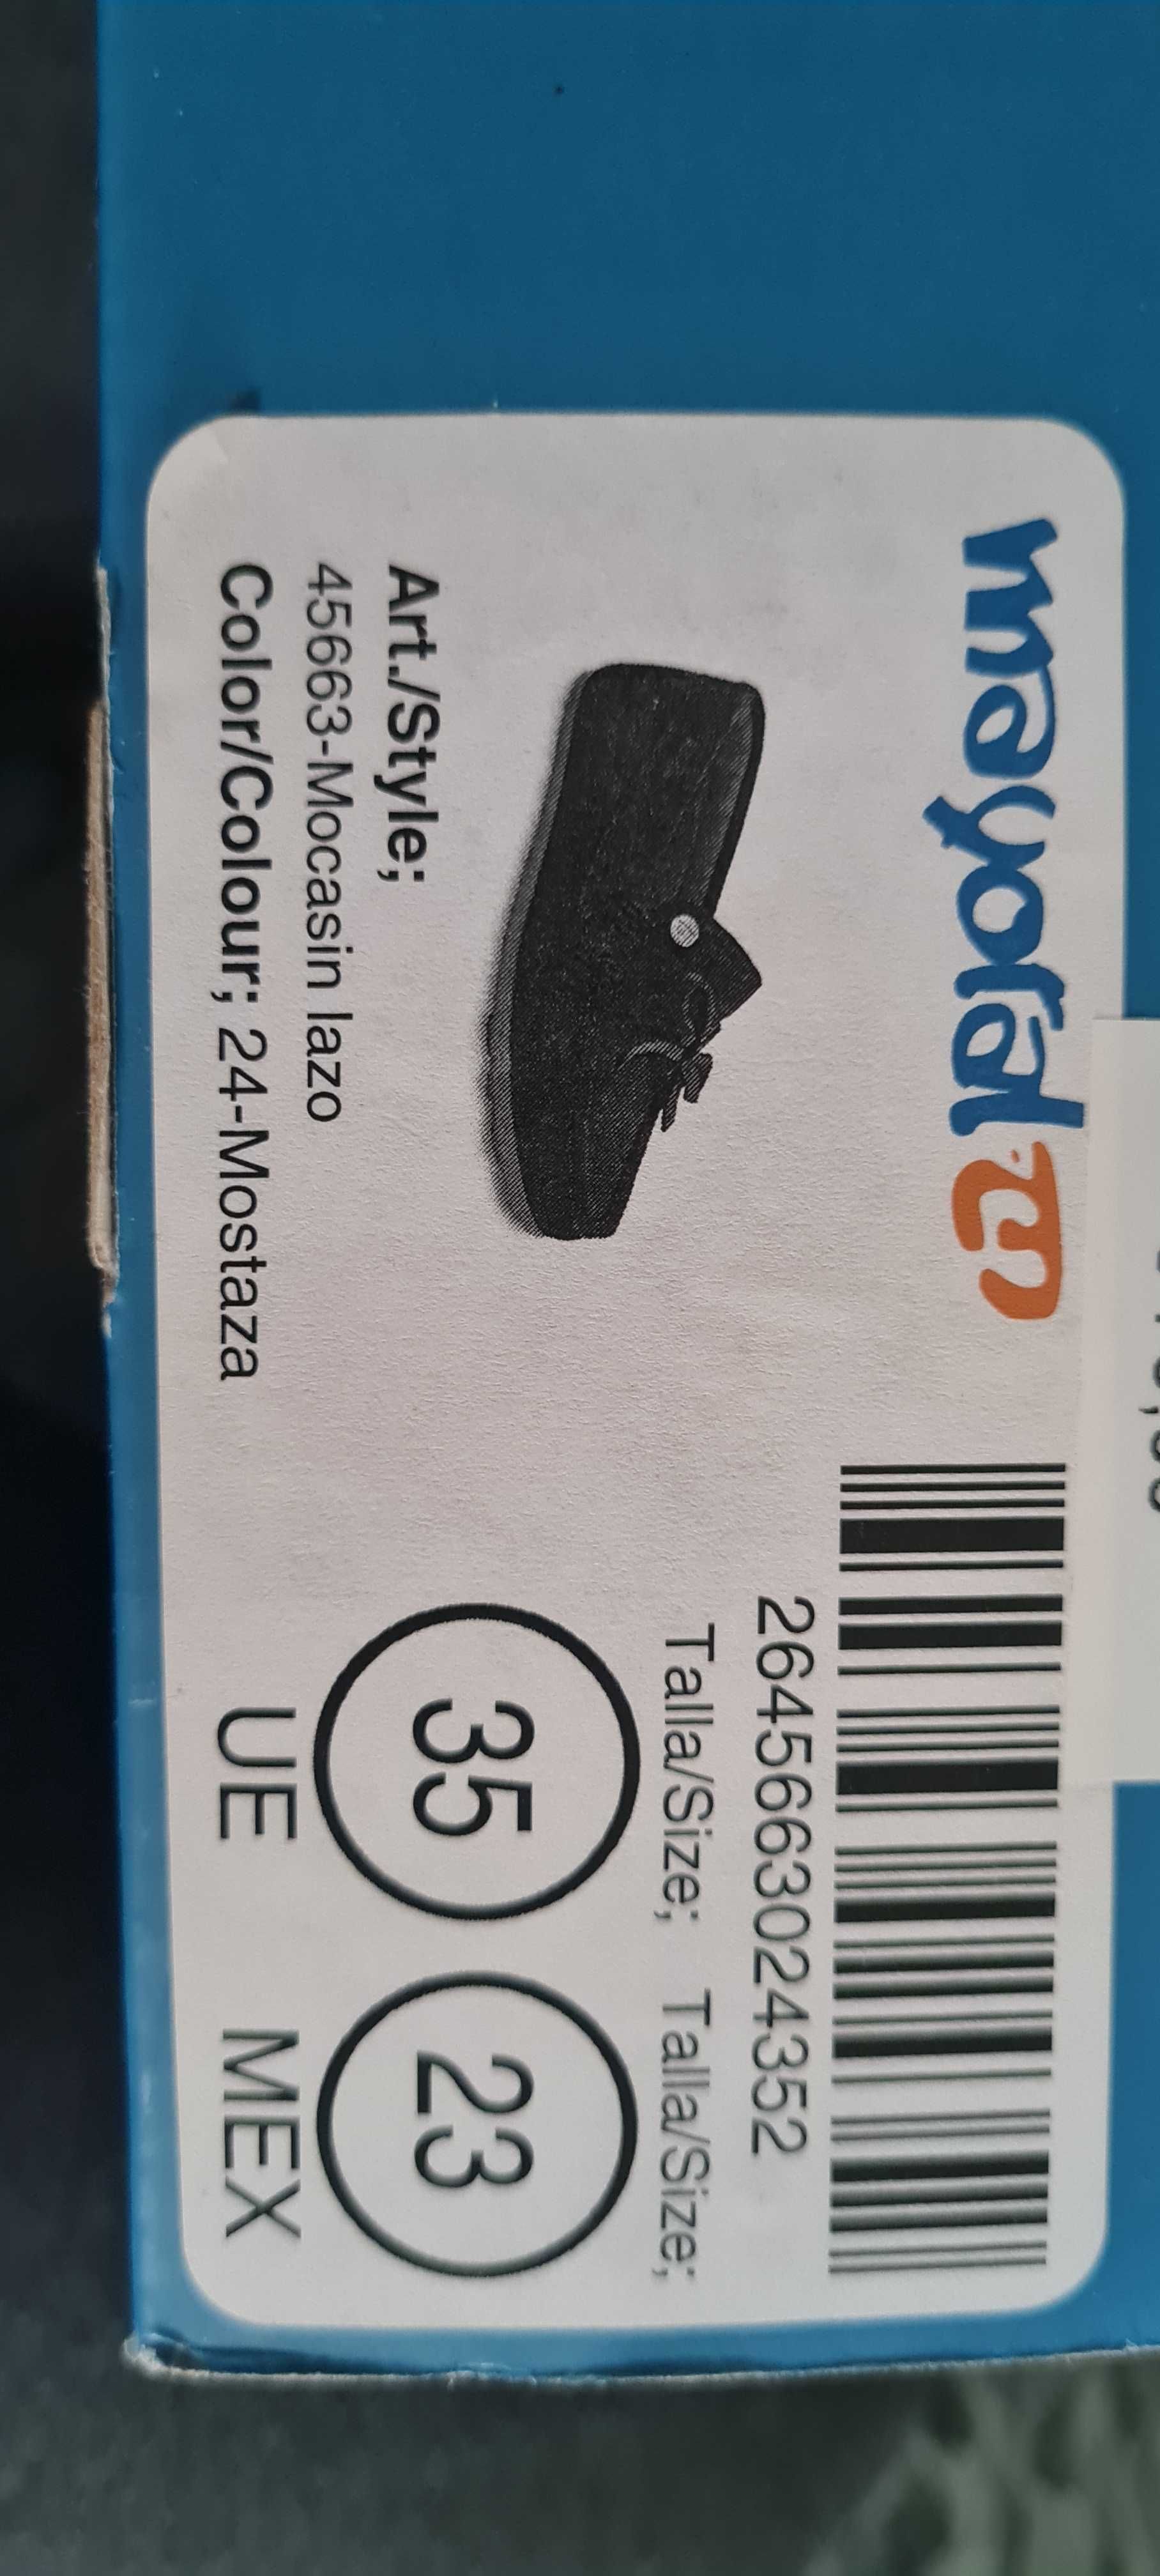 mayoral
Art./Style;
45663-Mocasin lazo
Color/Colour; 24-Mostaza
2645663024352
Talla/Size; Talla/Size;
35 23
UE MEX